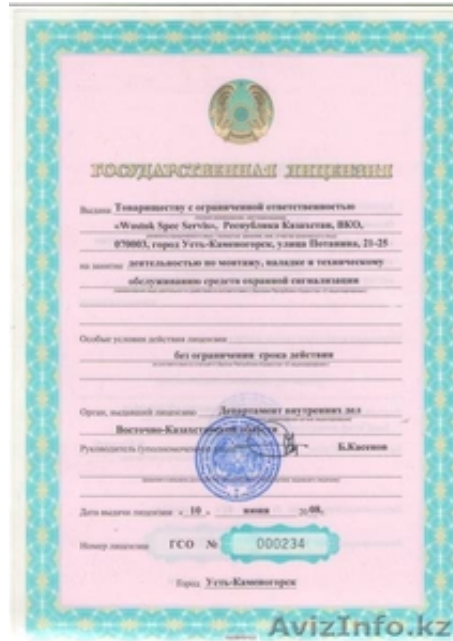 ГОСУДАРСТВЕННАЯ ЛИЦЕНЗИЯ
Выдана Товариществу с ограниченной ответственностью
«Wostok Spec Servis», Республика Казахстан, ВКО,
070003, город Усть-Каменогорск, улица Потанина, 21-25
на занятие деятельностью по монтажу, наладке и техническому
обслуживанию средств охранной сигнализации
Особые условия действия лицензии
без ограничения срока действия
Орган, выдавший лицензию Департамент внутренних дел
Восточно-Казахстанской области
Руководитель (уполномоченное Б.Касенов
Дата выдачи лицензии « 10 » июня 2008г.
Номер лицензии ГСО № 000234
Город Усть-Каменогорск
AvizInfo.kz